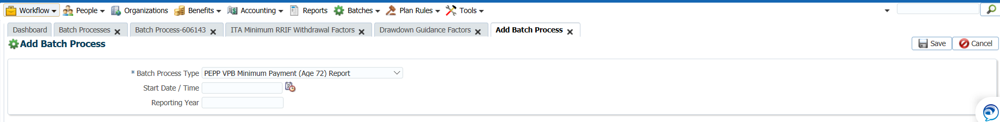 Workflow People Organizations Benefits Accounting Reports Batches Plan Rules Tools
Dashboard Batch Processes Batch Process-606143 ITA Minimum RRIF Withdrawal Factors Drawdown Guidance Factors Add Batch Process
Add Batch Process Save Cancel
* Batch Process Type PEPP VPB Minimum Payment (Age 72) Report
Start Date / Time
Reporting Year